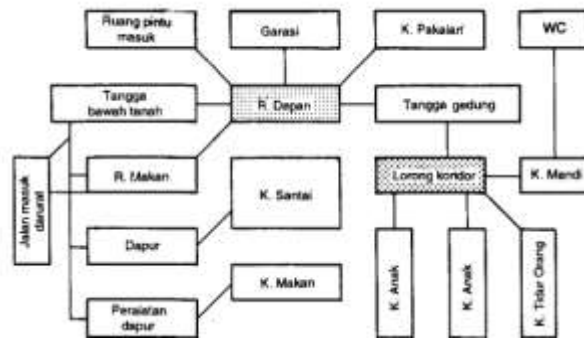 Ruang pintu
masuk
Garasi
K. Pakaian
WC
Tangga
bawah tanah
R. Depan
Tangga gedung
Jalan masuk
darurat
R. Makan
K. Santai
Lorong koridor
K. Mandi
Dapur
K. Makan
Peralatan
dapur
K. Anak
K. Anak
K. Tidur Orang